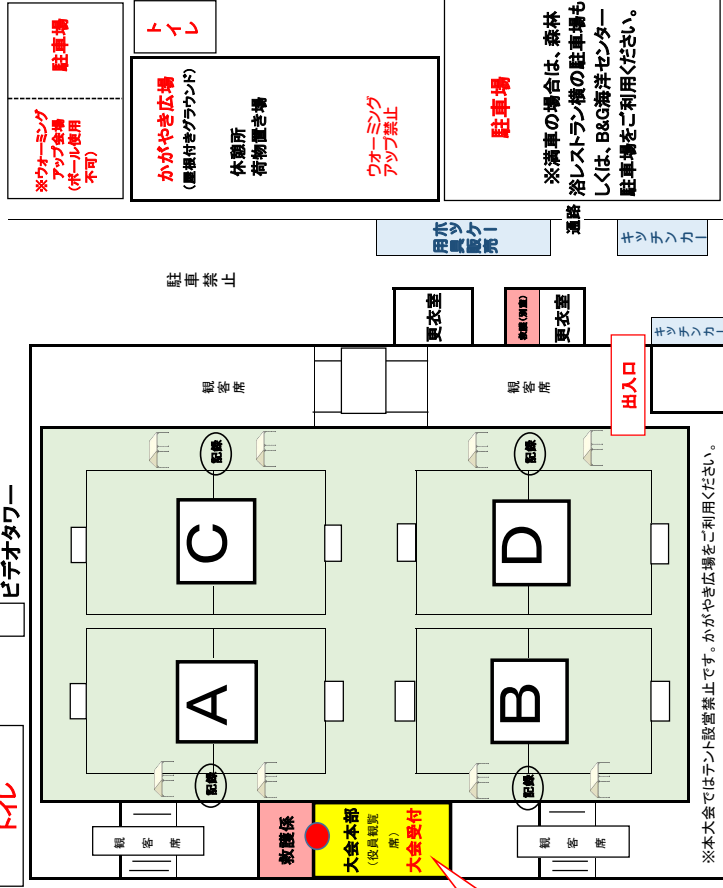 駐車場
※ウォーミング
アップ会場
(ボール使用
不可)
トイレ
かがやき広場
(屋根付きグラウンド)
休憩所
荷物置き場
ウォーミング
アップ禁止
駐車場
※満車の場合は、森林
浴レストラン横の駐車場も
しくは、B&G海洋センター
駐車場をご利用ください。
通路
ホッケー
用具販売
キッチンカー
駐車禁止
更衣室
救護(別室)
更衣室
キッチンカー
観客席
観客席
出入口
ビデオタワー
記録
記録
C
D
A
B
記録
記録
トイレ
観客席
救護係
大会本部
(役員観覧
席)
大会受付
観客席
※本大会ではテント設営禁止です。かがやき広場をご利用ください。